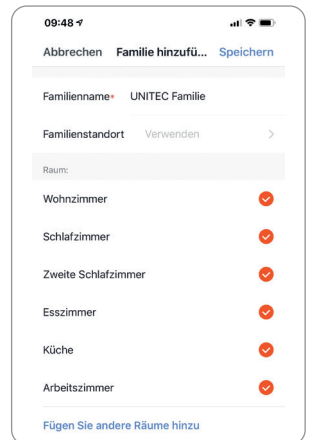 09:48
Abbrechen Familie hinzufü... Speichern
Familienname* UNITEC Familie
Familienstandort Verwenden
Raum:
Wohnzimmer
Schlafzimmer
Zweite Schlafzimmer
Esszimmer
Küche
Arbeitszimmer
Fügen Sie andere Räume hinzu